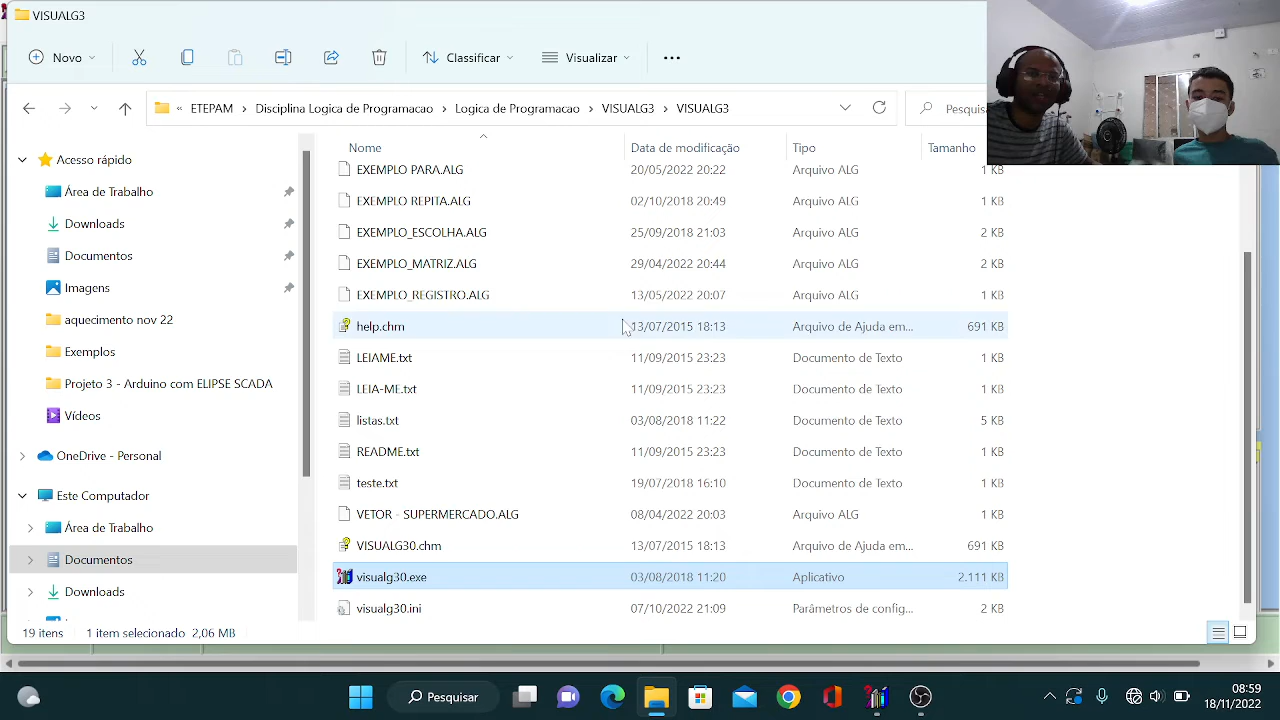 VISUALG3
Novo
Classificar
Visualizar
« ETEPAM > Disciplina Logica de Programacao > Logica de Programacao > VISUALG3 > VISUALG3
Pesquis
Nome Data de modificação Tipo Tamanho
EXEMPLO PARA.ALG 20/05/2022 20:22 Arquivo ALG 1 KB
EXEMPLO REPITA.ALG 02/10/2018 20:49 Arquivo ALG 1 KB
EXEMPLO_ESCOLHA.ALG 25/09/2018 21:03 Arquivo ALG 2 KB
EXEMPLO_MATRIZ.ALG 29/04/2022 20:44 Arquivo ALG 2 KB
EXEMPLO_REGISTRO.ALG 13/05/2022 20:07 Arquivo ALG 1 KB
help.chm 13/07/2015 18:13 Arquivo de Ajuda em... 691 KB
LEIAME.txt 11/09/2015 23:23 Documento de Texto 1 KB
LEIA-ME.txt 11/09/2015 23:23 Documento de Texto 1 KB
listas.txt 03/08/2018 11:22 Documento de Texto 5 KB
README.txt 11/09/2015 23:23 Documento de Texto 1 KB
teste.txt 19/07/2018 16:10 Documento de Texto 1 KB
VETOR - SUPERMERCADO.ALG 08/04/2022 20:03 Arquivo ALG 1 KB
VISUALG30.chm 13/07/2015 18:13 Arquivo de Ajuda em... 691 KB
visualg30.exe 03/08/2018 11:20 Aplicativo 2.111 KB
visualg30.ini 07/10/2022 21:09 Parâmetros de config... 2 KB
Acesso rápido
Área de Trabalho
Downloads
Documentos
Imagens
aquecimento nov 22
Exemplos
Projeto 3 - Arduino com ELIPSE SCADA
Vídeos
OneDrive - Personal
Este Computador
Área de Trabalho
Documentos
Downloads
19 itens 1 item selecionado 2,06 MB
Pesquisar
08:59
18/11/2022